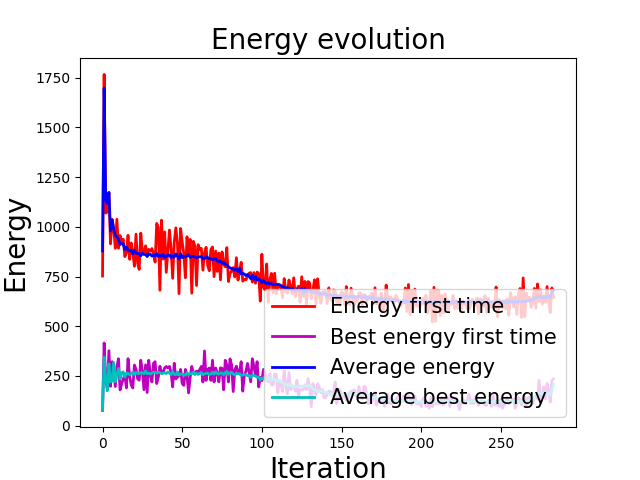 Energy evolution
1750
1500
1250
1000
750
500
250
0
Energy
Energy first time
Best energy first time
Average energy
Average best energy
0 50 100 150 200 250
Iteration